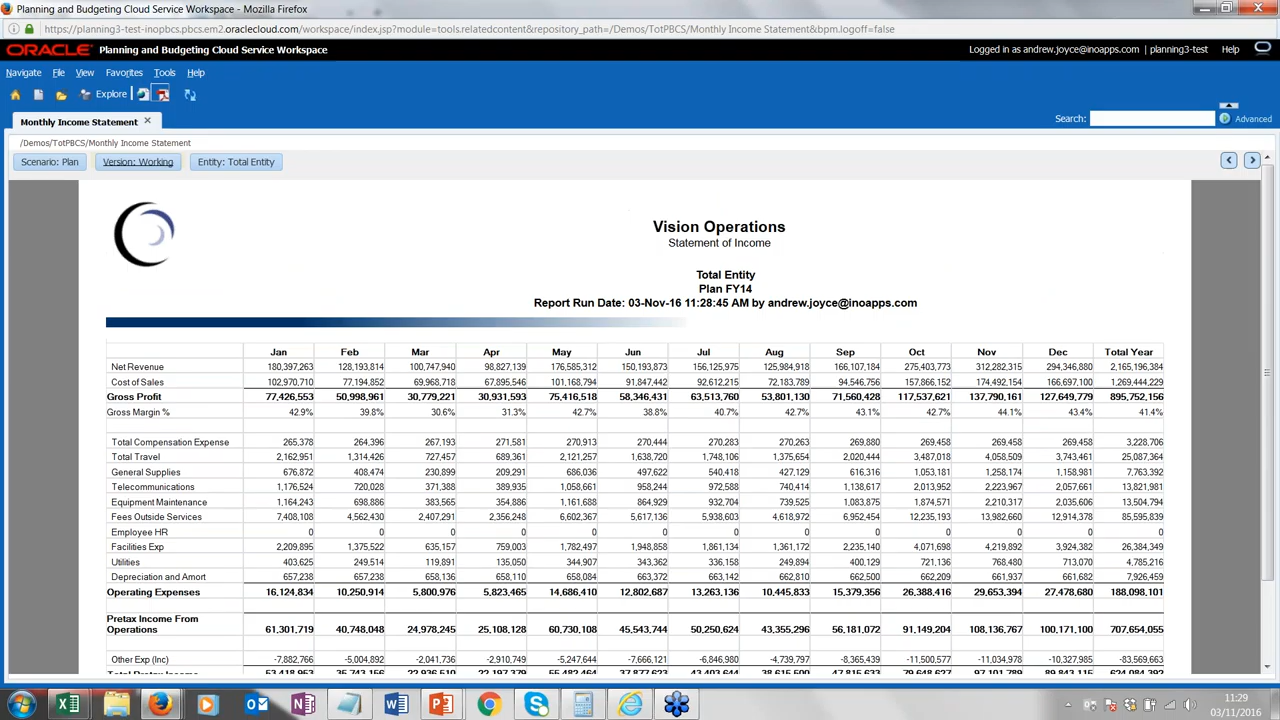 Planning and Budgeting Cloud Service Workspace - Mozilla Firefox
https://planning3-test-inopbcs.pbcs.em2.oraclecloud.com/workspace/index.jsp?module=tools.relatedcontent&repository_path=/Demos/TotPBCS/Monthly Income Statement&bpm.logoff=false
ORACLE Planning and Budgeting Cloud Service Workspace Logged in as andrew.joyce@inoapps.com | planning3-test Help
Navigate File View Favorites Tools Help
Explore
Monthly Income Statement Search: Advanced
/Demos/TotPBCS/Monthly Income Statement
Scenario: Plan Version: Working Entity: Total Entity
Vision Operations
Statement of Income
Total Entity
Plan FY14
Report Run Date: 03-Nov-16 11:28:45 AM by andrew.joyce@inoapps.com
Jan Feb Mar Apr May Jun Jul Aug Sep Oct Nov Dec Total Year
Net Revenue 180,397,263 128,193,814 100,747,940 98,827,139 176,585,312 150,193,873 156,125,975 125,984,918 166,107,184 275,403,773 312,282,315 294,346,880 2,165,196,384
Cost of Sales 102,970,710 77,194,852 69,968,718 67,895,546 101,168,794 91,847,442 92,612,215 72,183,789 94,546,756 157,866,152 174,492,154 166,697,100 1,269,444,229
Gross Profit 77,426,553 50,998,961 30,779,221 30,931,593 75,416,518 58,346,431 63,513,760 53,801,130 71,560,428 117,537,621 137,790,161 127,649,779 895,752,156
Gross Margin % 42.9% 39.8% 30.6% 31.3% 42.7% 38.8% 40.7% 42.7% 43.1% 42.7% 44.1% 43.4% 41.4%
Total Compensation Expense 265,378 264,396 267,193 271,581 270,913 270,444 270,283 270,263 269,880 269,458 269,458 269,458 3,228,706
Total Travel 2,162,951 1,314,426 727,457 689,361 2,121,257 1,638,720 1,748,106 1,375,654 2,020,444 3,487,018 4,058,509 3,743,461 25,087,364
General Supplies 676,872 408,474 230,899 209,291 686,036 497,622 540,418 427,129 616,316 1,053,181 1,258,174 1,158,981 7,763,392
Telecommunications 1,176,524 720,028 371,388 389,935 1,058,661 958,244 972,588 740,414 1,138,617 2,013,952 2,223,967 2,057,661 13,821,981
Equipment Maintenance 1,164,243 698,886 383,565 354,886 1,161,688 864,929 932,704 739,525 1,083,875 1,874,571 2,210,317 2,035,606 13,504,794
Fees Outside Services 7,408,108 4,562,430 2,407,291 2,356,248 6,602,367 5,617,136 5,938,603 4,618,972 6,952,454 12,235,193 13,982,660 12,914,378 85,595,839
Employee HR 0 0 0 0 0 0 0 0 0 0 0 0 0
Facilities Exp 2,209,895 1,375,522 635,157 759,003 1,782,497 1,948,858 1,861,134 1,361,172 2,235,140 4,071,698 4,219,892 3,924,382 26,384,349
Utilities 403,625 249,514 119,891 135,050 344,907 343,362 336,158 249,894 400,129 721,136 768,480 713,070 4,785,216
Depreciation and Amort 657,238 657,238 658,136 658,110 658,084 663,372 663,142 662,810 662,500 662,209 661,937 661,682 7,926,459
Operating Expenses 16,124,834 10,250,914 5,800,976 5,823,465 14,686,410 12,802,687 13,263,136 10,445,833 15,379,356 26,388,416 29,653,394 27,478,680 188,098,101
Pretax Income From
Operations 61,301,719 40,748,048 24,978,245 25,108,128 60,730,108 45,543,744 50,250,624 43,355,296 56,181,072 91,149,204 108,136,767 100,171,100 707,654,055
Other Exp (Inc) -7,882,766 -5,004,892 -2,041,736 -2,910,749 -5,247,644 -7,666,121 -6,846,980 -4,739,797 -8,365,439 -11,500,577 -11,034,978 -10,327,985 -83,569,663
11:29
03/11/2016